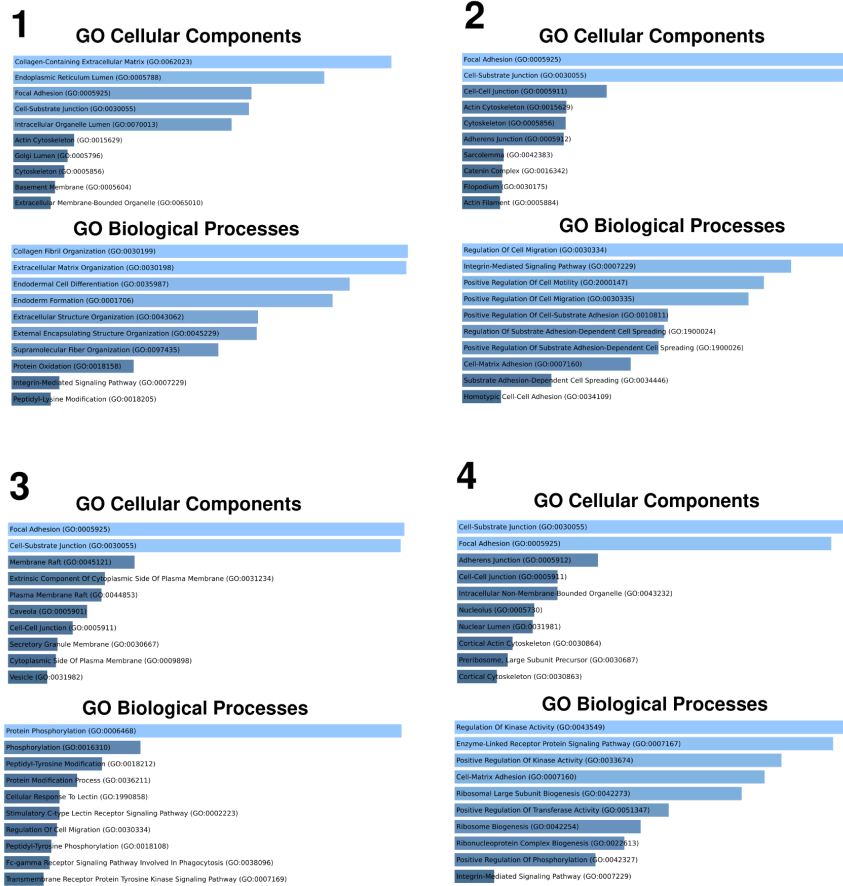 1
GO Cellular Components
Collagen-Containing Extracellular Matrix (GO:0062023)
Endoplasmic Reticulum Lumen (GO:0005788)
Focal Adhesion (GO:0005925)
Cell-Substrate Junction (GO:0030055)
Intracellular Organelle Lumen (GO:0070013)
Actin Cytoskeleton (GO:0015629)
Golgi Lumen (GO:0005796)
Cytoskeleton (GO:0005856)
Basement Membrane (GO:0005604)
Extracellular Membrane-Bounded Organelle (GO:0065010)
GO Biological Processes
Collagen Fibril Organization (GO:0030199)
Extracellular Matrix Organization (GO:0030198)
Endodermal Cell Differentiation (GO:0035987)
Endoderm Formation (GO:0001706)
Extracellular Structure Organization (GO:0043062)
External Encapsulating Structure Organization (GO:0045229)
Supramolecular Fiber Organization (GO:0097435)
Protein Oxidation (GO:0018158)
Integrin-Mediated Signaling Pathway (GO:0007229)
Peptidyl-Lysine Modification (GO:0018205)
2
GO Cellular Components
Focal Adhesion (GO:0005925)
Cell-Substrate Junction (GO:0030055)
Cell-Cell Junction (GO:0005911)
Actin Cytoskeleton (GO:0015629)
Cytoskeleton (GO:0005856)
Adherens Junction (GO:0005912)
Sarcolemma (GO:0042383)
Catenin Complex (GO:0016342)
Filopodium (GO:0030175)
Actin Filament (GO:0005884)
GO Biological Processes
Regulation Of Cell Migration (GO:0030334)
Integrin-Mediated Signaling Pathway (GO:0007229)
Positive Regulation Of Cell Motility (GO:2000147)
Positive Regulation Of Cell Migration (GO:0030335)
Positive Regulation Of Cell-Substrate Adhesion (GO:0010811)
Regulation Of Substrate Adhesion-Dependent Cell Spreading (GO:1900024)
Positive Regulation Of Substrate Adhesion-Dependent Cell Spreading (GO:1900026)
Cell-Matrix Adhesion (GO:0007160)
Substrate Adhesion-Dependent Cell Spreading (GO:0034446)
Homotypic Cell-Cell Adhesion (GO:0034109)
3
GO Cellular Components
Focal Adhesion (GO:0005925)
Cell-Substrate Junction (GO:0030055)
Membrane Raft (GO:0045121)
Extrinsic Component Of Cytoplasmic Side Of Plasma Membrane (GO:0031234)
Plasma Membrane Raft (GO:0044853)
Caveola (GO:0005901)
Cell-Cell Junction (GO:0005911)
Secretory Granule Membrane (GO:0030667)
Cytoplasmic Side Of Plasma Membrane (GO:0009898)
Vesicle (GO:0031982)
GO Biological Processes
Protein Phosphorylation (GO:0006468)
Phosphorylation (GO:0016310)
Peptidyl-Tyrosine Modification (GO:0018212)
Protein Modification Process (GO:0036211)
Cellular Response To Lectin (GO:1990858)
Stimulatory C-type Lectin Receptor Signaling Pathway (GO:0002223)
Regulation Of Cell Migration (GO:0030334)
Peptidyl-Tyrosine Phosphorylation (GO:0018108)
Fc-gamma Receptor Signaling Pathway Involved In Phagocytosis (GO:0038096)
Transmembrane Receptor Protein Tyrosine Kinase Signaling Pathway (GO:0007169)
4
GO Cellular Components
Cell-Substrate Junction (GO:0030055)
Focal Adhesion (GO:0005925)
Adherens Junction (GO:0005912)
Cell-Cell Junction (GO:0005911)
Intracellular Non-Membrane-Bounded Organelle (GO:0043232)
Nucleolus (GO:0005730)
Nuclear Lumen (GO:0031981)
Cortical Actin Cytoskeleton (GO:0030864)
Preribosome, Large Subunit Precursor (GO:0030687)
Cortical Cytoskeleton (GO:0030863)
GO Biological Processes
Regulation Of Kinase Activity (GO:0043549)
Enzyme-Linked Receptor Protein Signaling Pathway (GO:0007167)
Positive Regulation Of Kinase Activity (GO:0033674)
Cell-Matrix Adhesion (GO:0007160)
Ribosomal Large Subunit Biogenesis (GO:0042273)
Positive Regulation Of Transferase Activity (GO:0051347)
Ribosome Biogenesis (GO:0042254)
Ribonucleoprotein Complex Biogenesis (GO:0022613)
Positive Regulation Of Phosphorylation (GO:0042327)
Integrin-Mediated Signaling Pathway (GO:0007229)